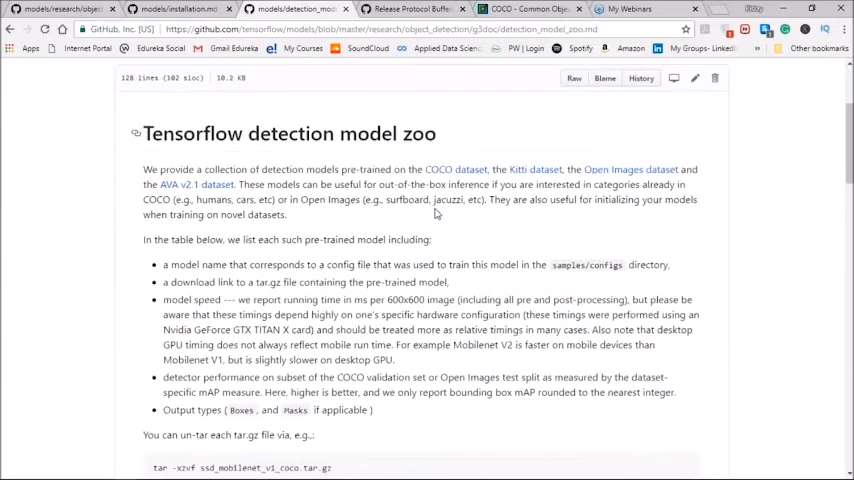 models/research/object
models/installation.md
models/detection_mod
Release Protocol Buffer
COCO - Common Obje
My Webinars
GitHub, Inc. [US]
https://github.com/tensorflow/models/blob/master/research/object_detection/g3doc/detection_model_zoo.md
Apps
Internet Portal
Gmail Edureka
My Courses
SoundCloud
Applied Data Scien
PW | Login
Spotify
Amazon
My Groups- LinkedIn
Other bookmarks
128 lines (102 sloc) 10.2 KB
Raw Blame History
Tensorflow detection model zoo
We provide a collection of detection models pre-trained on the COCO dataset, the Kitti dataset, the Open Images dataset and
the AVA v2.1 dataset. These models can be useful for out-of-the-box inference if you are interested in categories already in
COCO (e.g., humans, cars, etc) or in Open Images (e.g., surfboard, jacuzzi, etc). They are also useful for initializing your models
when training on novel datasets.
In the table below, we list each such pre-trained model including:
• a model name that corresponds to a config file that was used to train this model in the samples/configs directory,
• a download link to a tar.gz file containing the pre-trained model,
• model speed --- we report running time in ms per 600x600 image (including all pre and post-processing), but please be
aware that these timings depend highly on one's specific hardware configuration (these timings were performed using an
Nvidia GeForce GTX TITAN X card) and should be treated more as relative timings in many cases. Also note that desktop
GPU timing does not always reflect mobile run time. For example Mobilenet V2 is faster on mobile devices than
Mobilenet V1, but is slightly slower on desktop GPU.
• detector performance on subset of the COCO validation set or Open Images test split as measured by the dataset-
specific mAP measure. Here, higher is better, and we only report bounding box mAP rounded to the nearest integer.
• Output types ( Boxes, and Masks if applicable )
You can un-tar each tar.gz file via, e.g.,:
tar -xzvf ssd_mobilenet_v1_coco.tar.gz